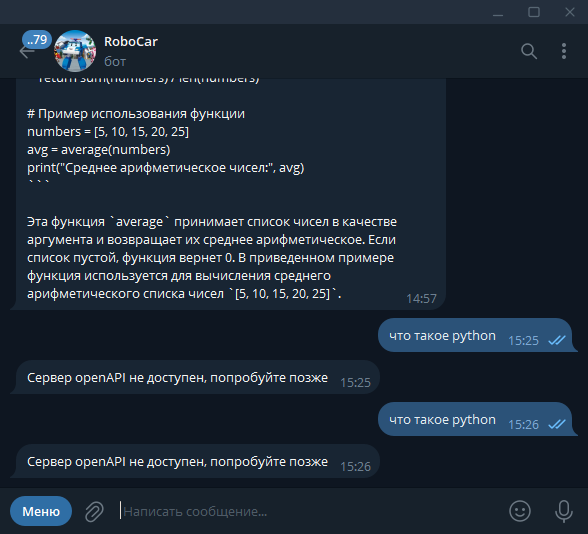 ..79
RoboCar
бот
return sum(numbers) / len(numbers)
# Пример использования функции
numbers = [5, 10, 15, 20, 25]
avg = average(numbers)
print("Среднее арифметическое чисел:", avg)
```
Эта функция `average` принимает список чисел в качестве
аргумента и возвращает их среднее арифметическое. Если
список пустой, функция вернет 0. В приведенном примере
функция используется для вычисления среднего
арифметического списка чисел `[5, 10, 15, 20, 25]`.
14:57
что такое python 15:25
Сервер openAPI не доступен, попробуйте позже 15:25
что такое python 15:26
Сервер openAPI не доступен, попробуйте позже 15:26
Меню
Написать сообщение...